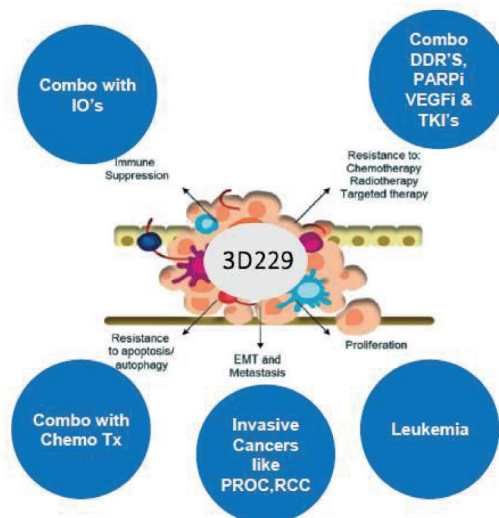 Combo with
IO's
Combo
DDR'S,
PARPi
VEGFi &
TKI's
Immune
Suppression
Resistance to:
Chemotherapy
Radiotherapy
Targeted therapy
3D229
Resistance
to apoptosis/
autophagy
EMT and
Metastasis
Proliferation
Combo with
Chemo Tx
Invasive
Cancers
like
PROC,RCC
Leukemia